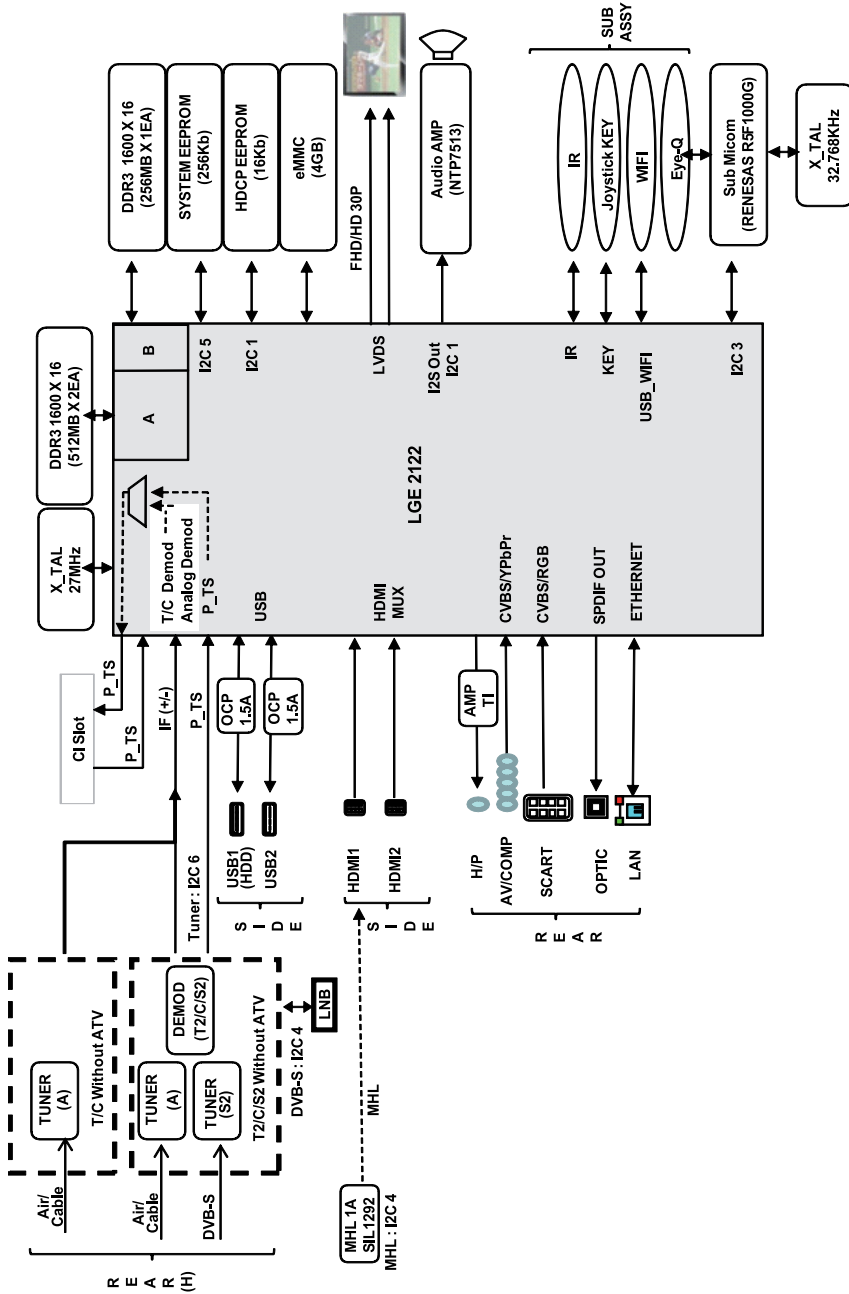 REAR
(H)
Air/
Cable
TUNER
(A)
T/C Without ATV
Air/
Cable
DVB-S
TUNER
(A)
TUNER
(S2)
DEMOD
(T2/C/S2)
T2/C/S2 Without ATV
DVB-S : I2C 4
LNB
MHL 1A
SIL1292
MHL : I2C 4
MHL
Tuner : I2C 6
CI Slot
P_TS
P_TS
IF (+/-)
P_TS
SIDE
USB1
(HDD)
USB2
OCP
1.5A
OCP
1.5A
SIDE
HDMI1
HDMI2
REAR
H/P
AV/COMP
SCART
OPTIC
LAN
AMP
TI
X_TAL
27MHz
DDR3 1600 X 16
(512MB X 2EA)
A
B
T/C Demod
Analog Demod
P_TS
USB
HDMI
MUX
CVBS/YPbPr
CVBS/RGB
SPDIF OUT
ETHERNET
LGE 2122
I2C 5
I2C 1
LVDS
I2S Out
I2C 1
IR
KEY
USB_WIFI
I2C 3
DDR3 1600 X 16
(256MB X 1EA)
SYSTEM EEPROM
(256Kb)
HDCP EEPROM
(16Kb)
eMMC
(4GB)
FHD/HD 30P
Audio AMP
(NTP7513)
IR
Joystick KEY
WIFI
Eye-Q
SUB
ASSY
Sub Micom
(RENESAS R5F1000G)
X_TAL
32.768KHz